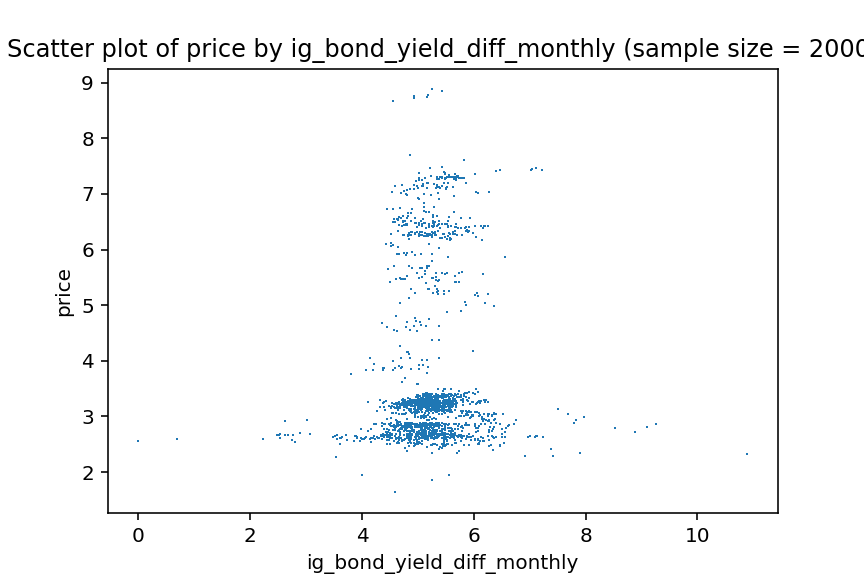 Scatter plot of price by ig_bond_yield_diff_monthly (sample size = 2000
9
8
7
6
5
4
3
2
price
0 2 4 6 8 10
ig_bond_yield_diff_monthly